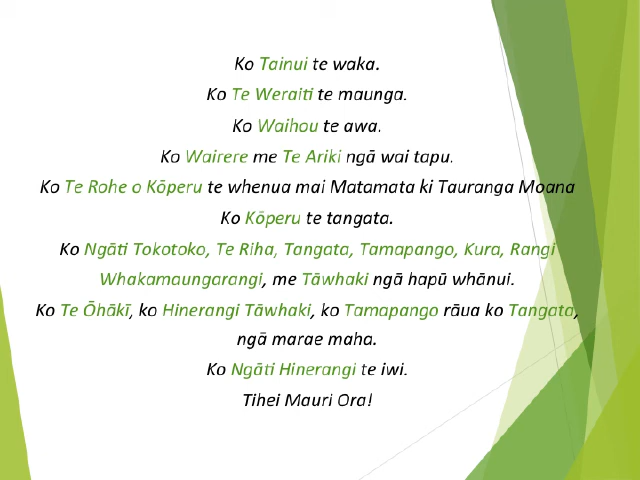 Ko Tainui te waka.
Ko Te Weraiti te maunga.
Ko Waihou te awa.
Ko Wairere me Te Ariki ngā wai tapu.
Ko Te Rohe o Kōperu te whenua mai Matamata ki Tauranga Moana
Ko Kōperu te tangata.
Ko Ngāti Tokotoko, Te Riha, Tangata, Tamapango, Kura, Rangi
Whakamaungarangi, me Tāwhaki ngā hapū whānui.
Ko Te Ōhākī, ko Hinerangi Tāwhaki, ko Tamapango rāua ko Tangata,
ngā marae maha.
Ko Ngāti Hinerangi te iwi.
Tihei Mauri Ora!